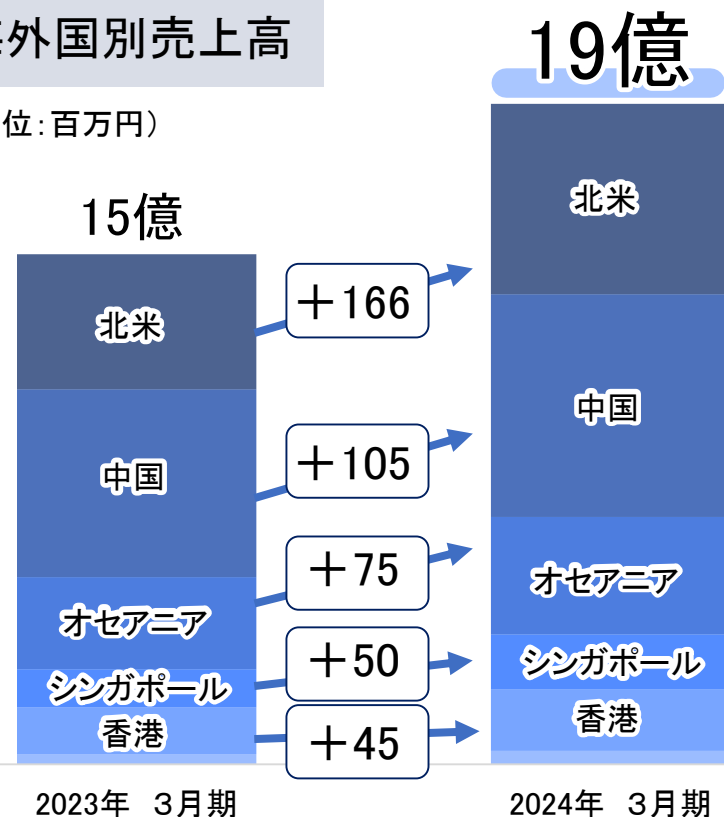 外国別売上高
位：百万円）
19億
15億
北米
中国
オセアニア
シンガポール
香港
＋166
＋105
＋75
＋50
＋45
北米
中国
オセアニア
シンガポール
香港
2023年　３月期
2024年　３月期